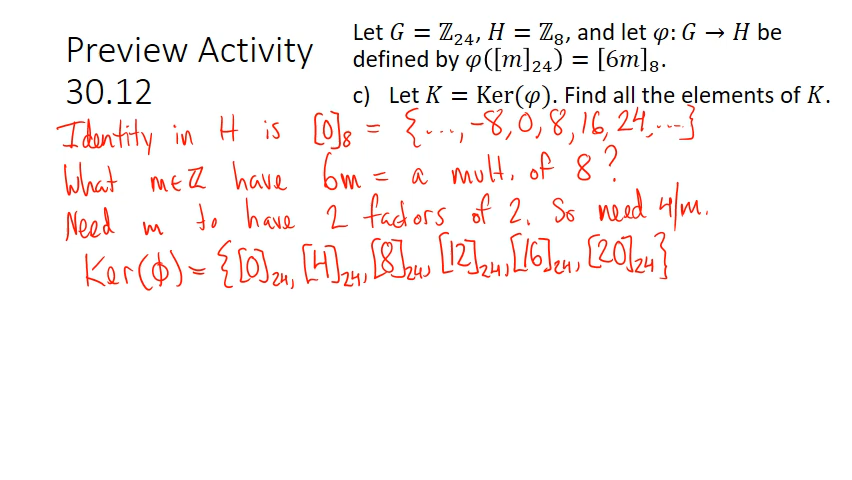 Preview Activity
30.12
Let G = ℤ₂₄, H = ℤ₈, and let φ: G → H be
defined by φ([m]₂₄) = [6m]₈.
c) Let K = Ker(φ). Find all the elements of K.
Identity in H is [0]₈ = {..., -8, 0, 8, 16, 24, ...}
What m∈ℤ have 6m = a mult. of 8?
Need m to have 2 factors of 2. So need 4|m.
Ker(ϕ) = {[0]₂₄, [4]₂₄, [8]₂₄, [12]₂₄, [16]₂₄, [20]₂₄}